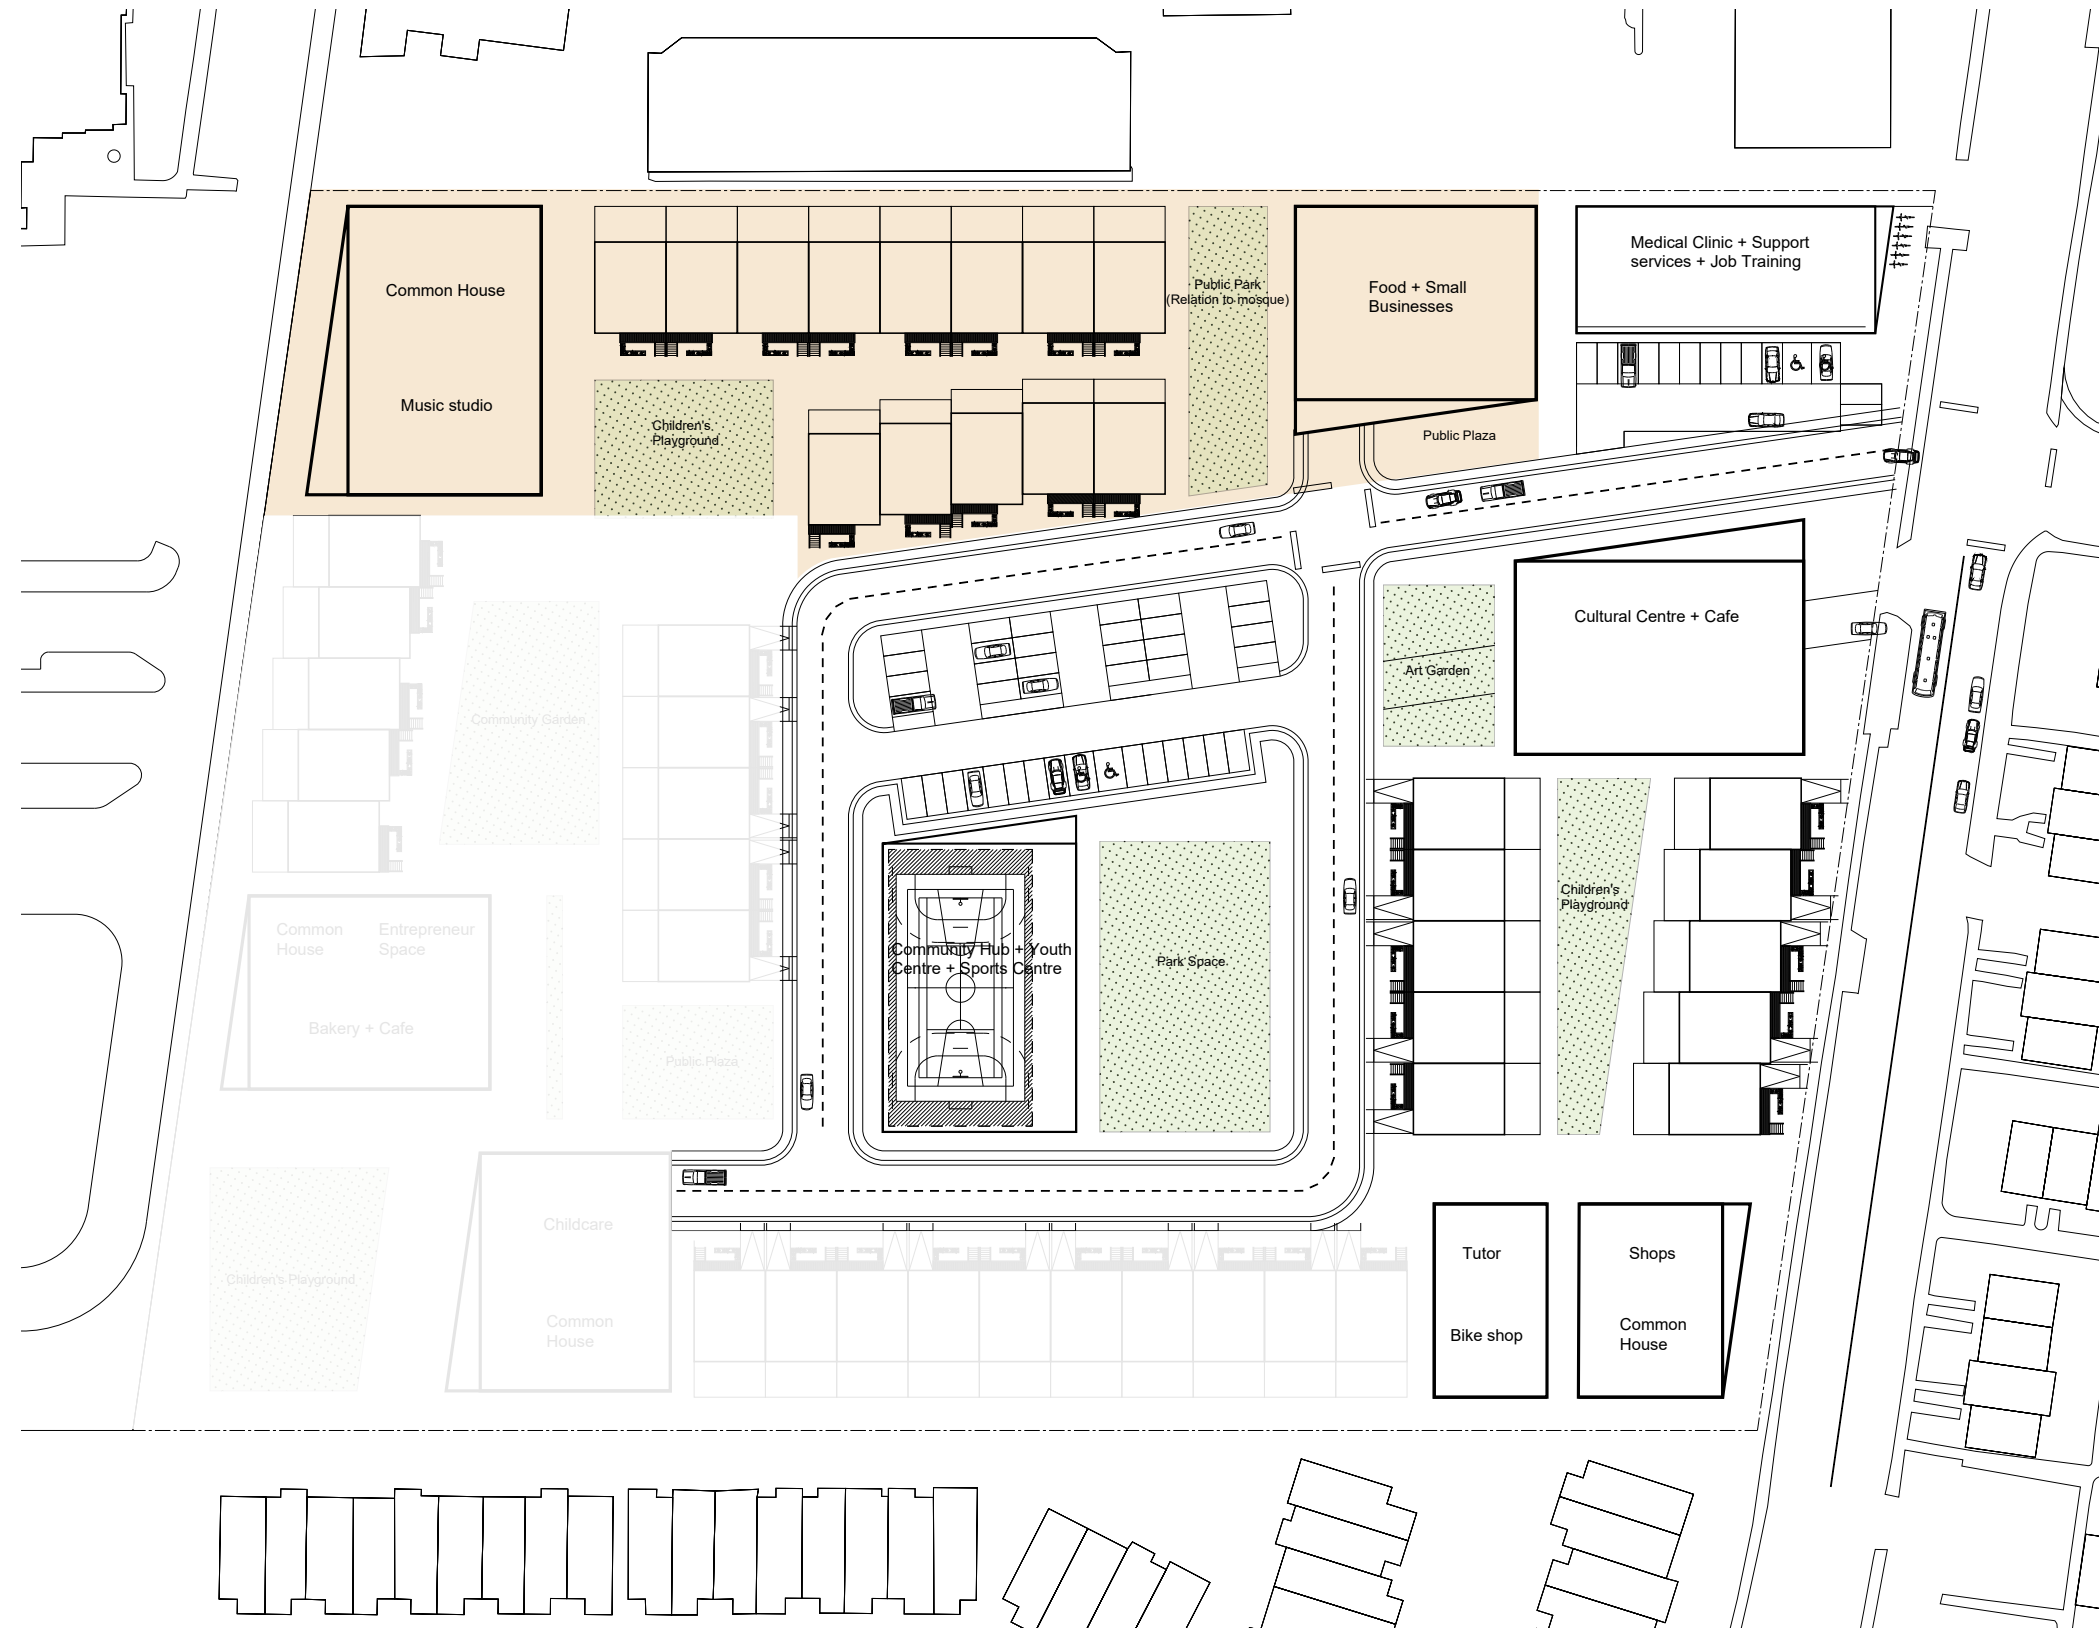 Medical Clinic + Support
services + Job Training
Common House
Public Park
(Relation to mosque)
Food + Small
Businesses
Music studio
Children's
Playground
Public Plaza
Cultural Centre + Cafe
Art Garden
Community Garden
Children's
Playground
Common
House
Entrepreneur
Space
Community Hub + Youth
Centre + Sports Centre
Park Space
Bakery + Cafe
Public Plaza
Childcare
Tutor
Shops
Children's Playground
Common
House
Bike shop
Common
House